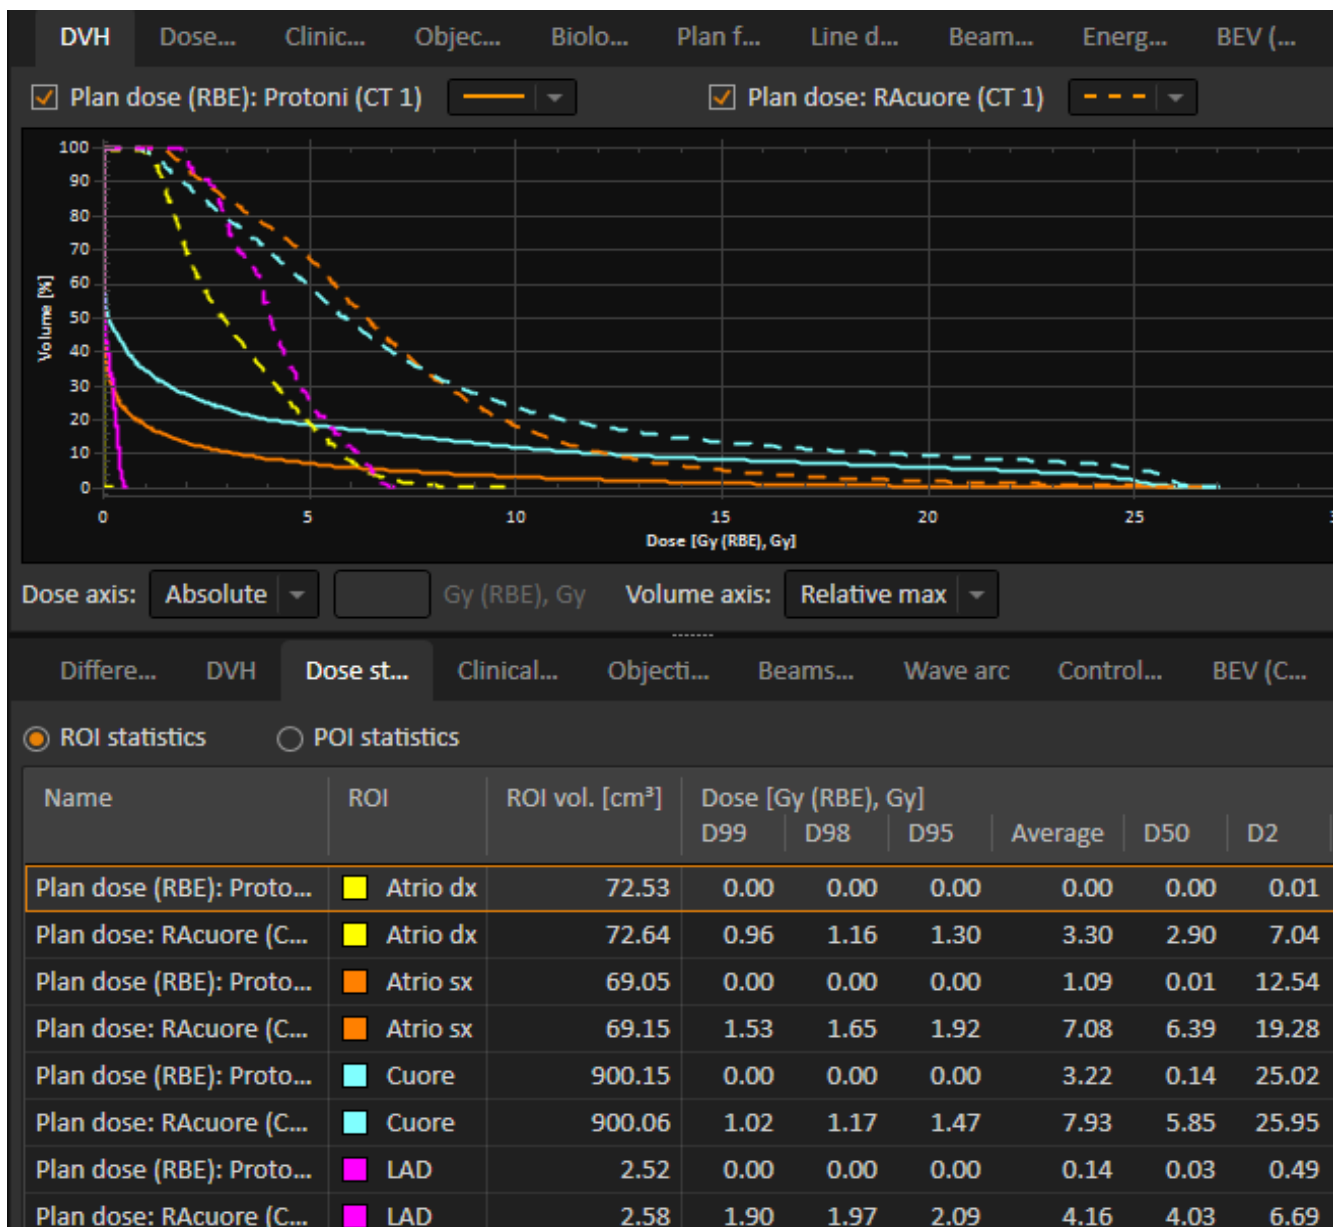 DVH Dose... Clinic... Objec... Biolo... Plan f... Line d... Beam... Energ... BEV (...
Plan dose (RBE): Protoni (CT 1) Plan dose: RAcuore (CT 1)
100
90
80
70
60
50
40
30
20
10
0
Volume [%]
0 5 10 15 20 25
Dose [Gy (RBE), Gy]
Dose axis: Absolute Gy (RBE), Gy Volume axis: Relative max
Differe... DVH Dose st... Clinical... Objecti... Beams... Wave arc Control... BEV (C...
ROI statistics POI statistics
Name ROI ROI vol. [cm³] Dose [Gy (RBE), Gy]
D99 D98 D95 Average D50 D2
Plan dose (RBE): Proto... Atrio dx 72.53 0.00 0.00 0.00 0.00 0.00 0.01
Plan dose: RAcuore (C... Atrio dx 72.64 0.96 1.16 1.30 3.30 2.90 7.04
Plan dose (RBE): Proto... Atrio sx 69.05 0.00 0.00 0.00 1.09 0.01 12.54
Plan dose: RAcuore (C... Atrio sx 69.15 1.53 1.65 1.92 7.08 6.39 19.28
Plan dose (RBE): Proto... Cuore 900.15 0.00 0.00 0.00 3.22 0.14 25.02
Plan dose: RAcuore (C... Cuore 900.06 1.02 1.17 1.47 7.93 5.85 25.95
Plan dose (RBE): Proto... LAD 2.52 0.00 0.00 0.00 0.14 0.03 0.49
Plan dose: RAcuore (C... LAD 2.58 1.90 1.97 2.09 4.16 4.03 6.69